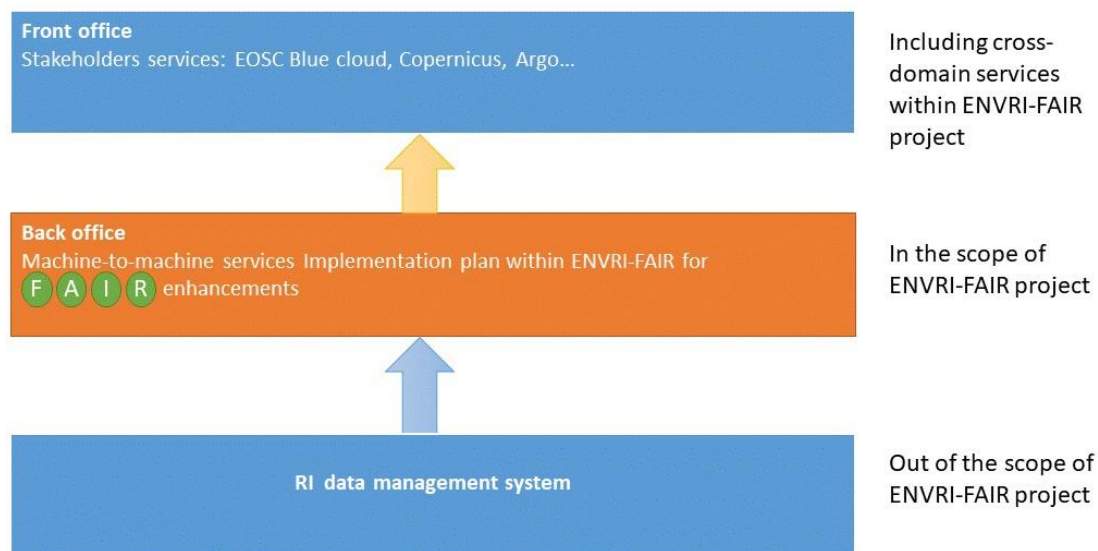 Front office
Stakeholders services: EOSC Blue cloud, Copernicus, Argo...
Including cross-
domain services
within ENVRI-FAIR
project
Back office
Machine-to-machine services Implementation plan within ENVRI-FAIR for
F A I R enhancements
In the scope of
ENVRI-FAIR project
RI data management system
Out of the scope of
ENVRI-FAIR project